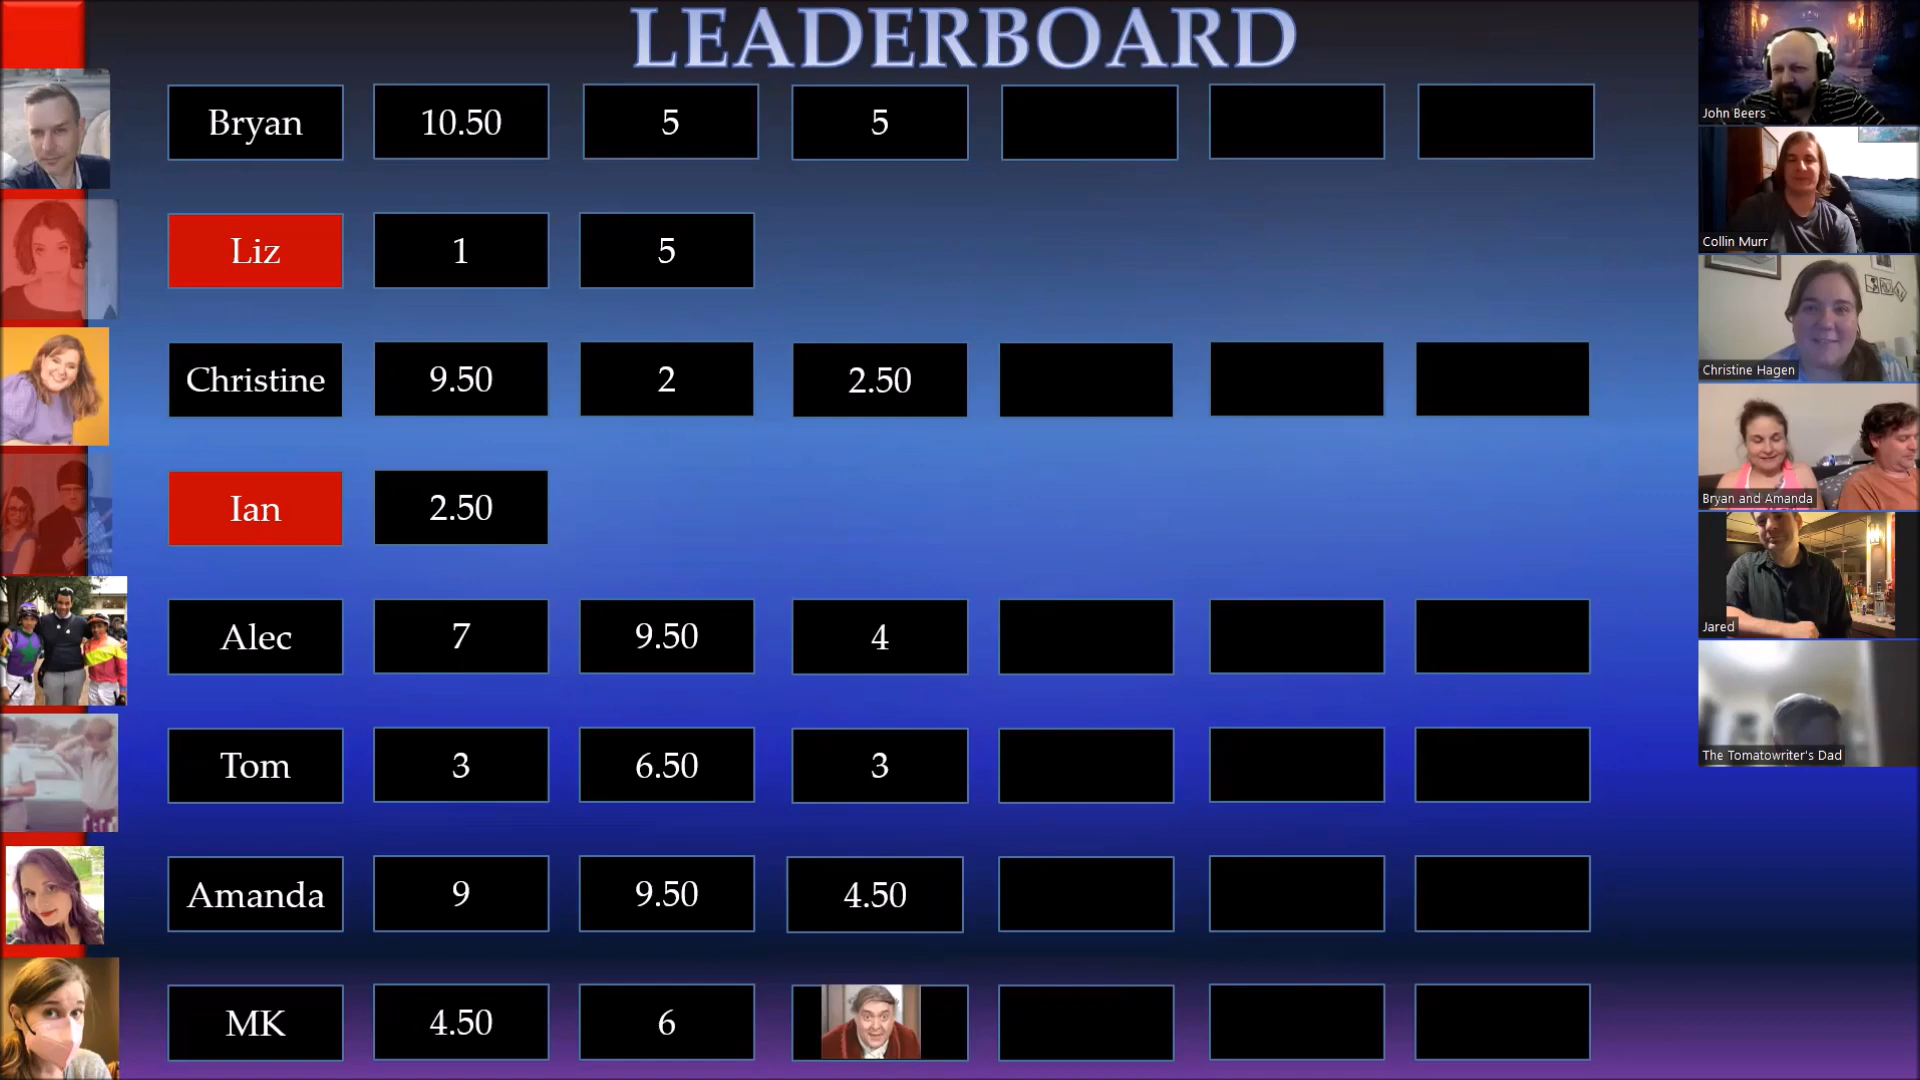 LEADERBOARD
Bryan 10.50 5 5
Liz 1 5
Christine 9.50 2 2.50
Ian 2.50
Alec 7 9.50 4
Tom 3 6.50 3
Amanda 9 9.50 4.50
MK 4.50 6
John Beers
Collin Murr
Christine Hagen
Bryan and Amanda
Jared
The Tomatowriter's Dad